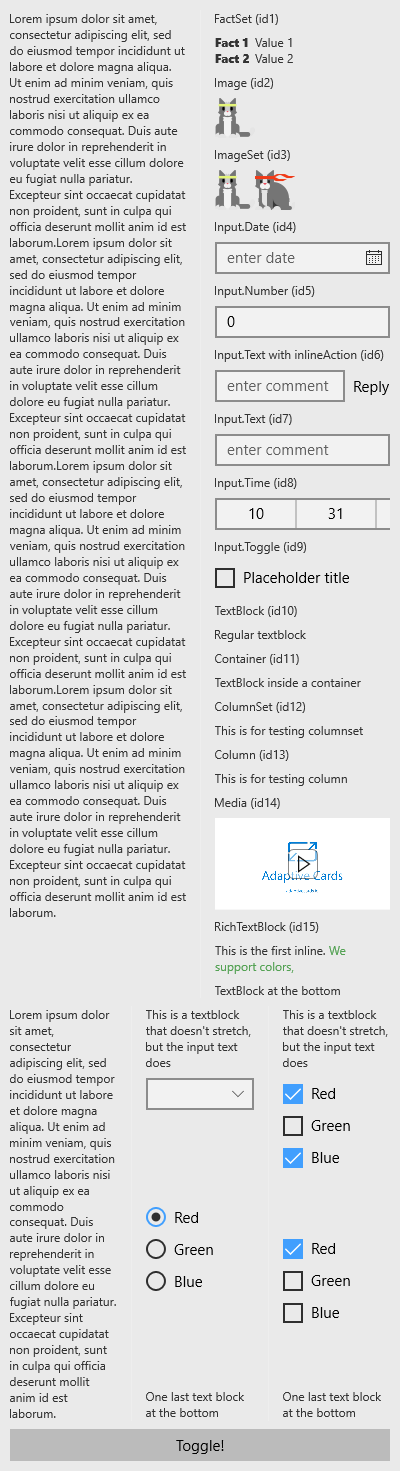 Lorem ipsum dolor sit amet,
consectetur adipiscing elit, sed
do eiusmod tempor incididunt ut
labore et dolore magna aliqua.
Ut enim ad minim veniam, quis
nostrud exercitation ullamco
laboris nisi ut aliquip ex ea
commodo consequat. Duis aute
irure dolor in reprehenderit in
voluptate velit esse cillum dolore
eu fugiat nulla pariatur.
Excepteur sint occaecat cupidatat
non proident, sunt in culpa qui
officia deserunt mollit anim id est
laborum.Lorem ipsum dolor sit
amet, consectetur adipiscing elit,
sed do eiusmod tempor
incididunt ut labore et dolore
magna aliqua. Ut enim ad minim
veniam, quis nostrud exercitation
ullamco laboris nisi ut aliquip ex
ea commodo consequat. Duis
aute irure dolor in reprehenderit
in voluptate velit esse cillum
dolore eu fugiat nulla pariatur.
Excepteur sint occaecat cupidatat
non proident, sunt in culpa qui
officia deserunt mollit anim id est
laborum.Lorem ipsum dolor sit
amet, consectetur adipiscing elit,
sed do eiusmod tempor
incididunt ut labore et dolore
magna aliqua. Ut enim ad minim
veniam, quis nostrud exercitation
ullamco laboris nisi ut aliquip ex
ea commodo consequat. Duis
aute irure dolor in reprehenderit
in voluptate velit esse cillum
dolore eu fugiat nulla pariatur.
Excepteur sint occaecat cupidatat
non proident, sunt in culpa qui
officia deserunt mollit anim id est
laborum.Lorem ipsum dolor sit
amet, consectetur adipiscing elit,
sed do eiusmod tempor
incididunt ut labore et dolore
magna aliqua. Ut enim ad minim
veniam, quis nostrud exercitation
ullamco laboris nisi ut aliquip ex
ea commodo consequat. Duis
aute irure dolor in reprehenderit
in voluptate velit esse cillum
dolore eu fugiat nulla pariatur.
Excepteur sint occaecat cupidatat
non proident, sunt in culpa qui
officia deserunt mollit anim id est
laborum.
FactSet (id1)
Fact 1 Value 1
Fact 2 Value 2
Image (id2)
ImageSet (id3)
Input.Date (id4)
enter date
Input.Number (id5)
0
Input.Text with inlineAction (id6)
enter comment Reply
Input.Text (id7)
enter comment
Input.Time (id8)
10 31
Input.Toggle (id9)
Placeholder title
TextBlock (id10)
Regular textblock
Container (id11)
TextBlock inside a container
ColumnSet (id12)
This is for testing columnset
Column (id13)
This is for testing column
Media (id14)
Adaptive Cards
RichTextBlock (id15)
This is the first inline. We
support colors,
TextBlock at the bottom
Lorem ipsum dolor
sit amet,
consectetur
adipiscing elit, sed
do eiusmod tempor
incididunt ut labore
et dolore magna
aliqua. Ut enim ad
minim veniam, quis
nostrud exercitation
ullamco laboris nisi
ut aliquip ex ea
commodo
consequat. Duis
aute irure dolor in
reprehenderit in
voluptate velit esse
cillum dolore eu
fugiat nulla pariatur.
Excepteur sint
occaecat cupidatat
non proident, sunt
in culpa qui officia
deserunt mollit
anim id est
laborum.
This is a textblock
that doesn't stretch,
but the input text
does
Red
Green
Blue
One last text block
at the bottom
This is a textblock
that doesn't stretch,
but the input text
does
Red
Green
Blue
Red
Green
Blue
One last text block
at the bottom
Toggle!